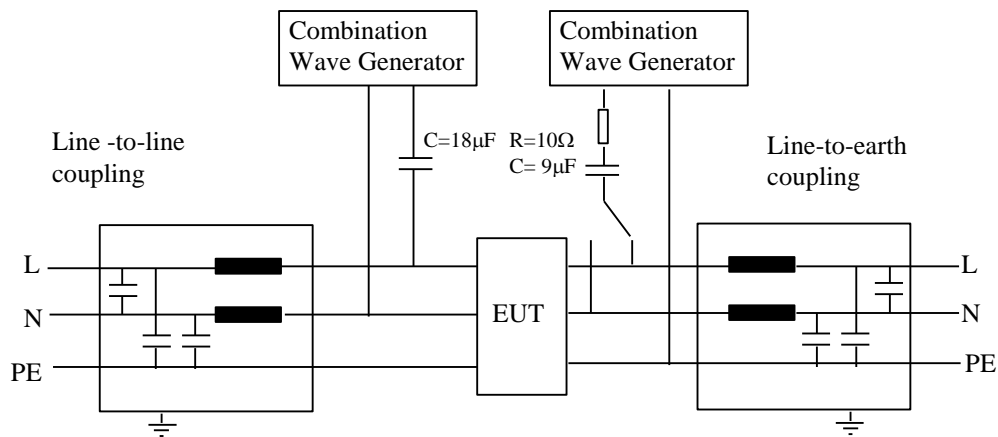 Combination
Wave Generator
Combination
Wave Generator
Line -to-line
coupling
C=18μF
R=10Ω
C= 9μF
Line-to-earth
coupling
L
N
PE
EUT
L
N
PE